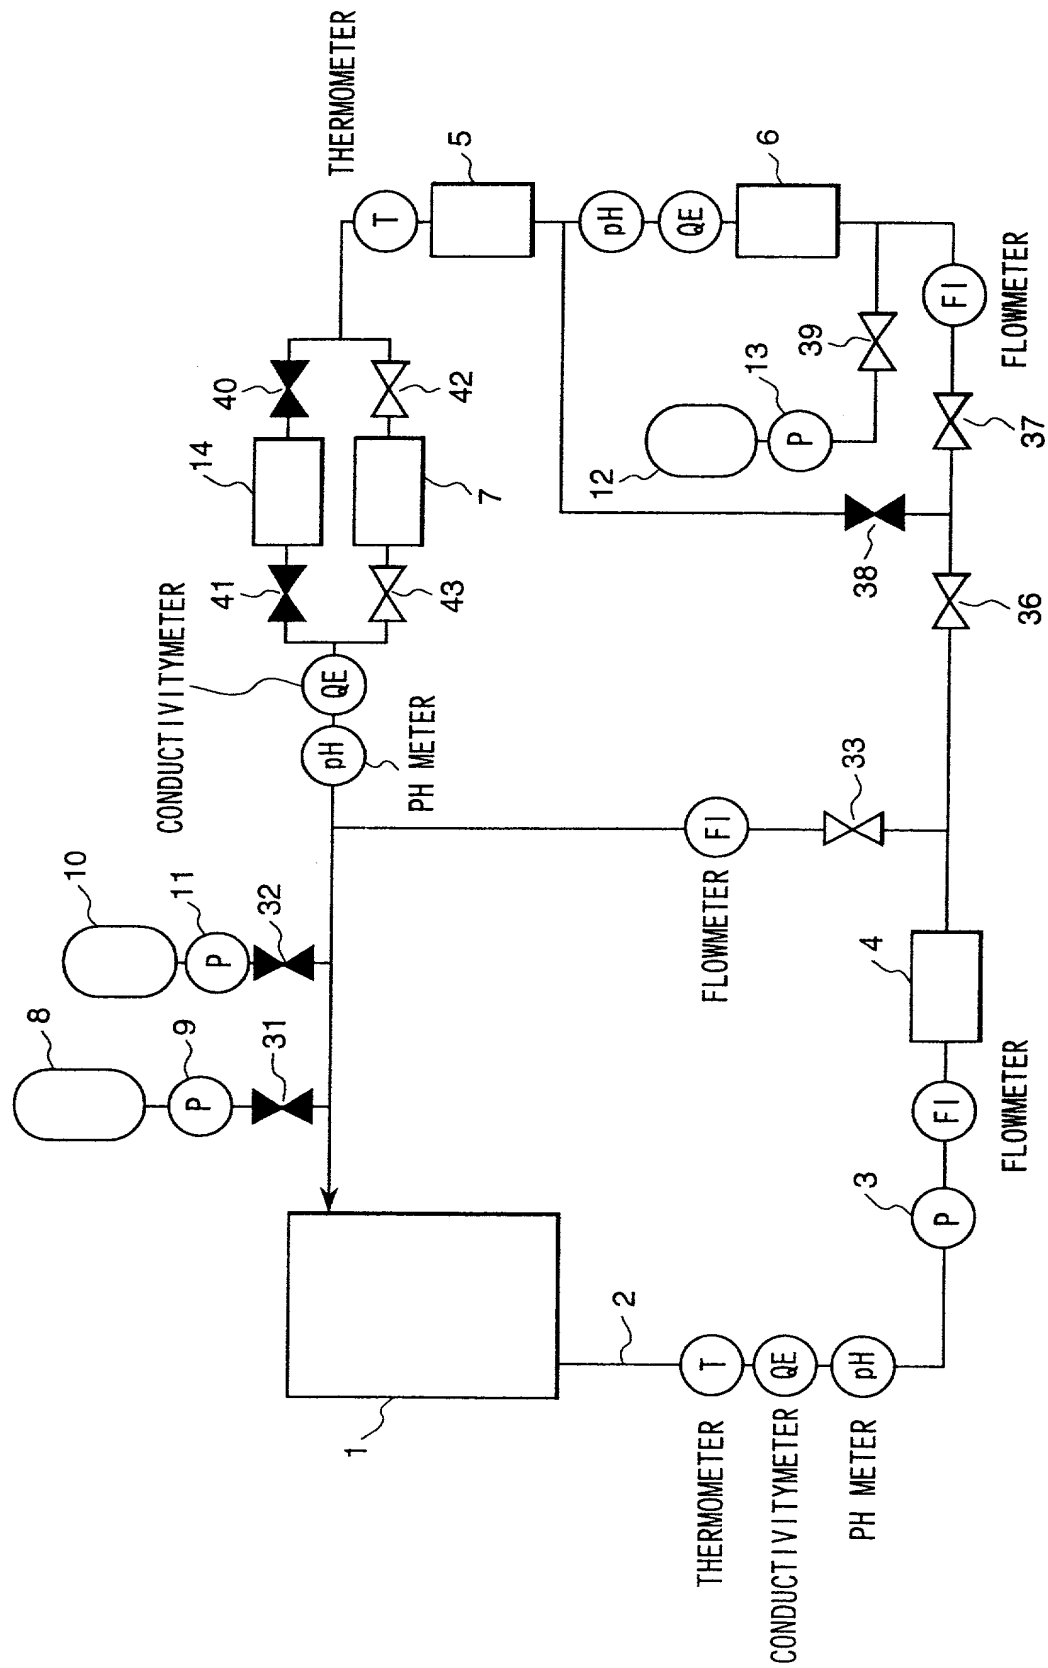 THERMOMETER
T
5
pH
QE
6
FLOWMETER
FI
39
13
P
12
40
42
14
7
37
38
36
41
43
CONDUCTIVITYMETER
QE
pH
PH METER
33
FI
FLOWMETER
10
11
P
32
8
9
P
31
4
FLOWMETER
FI
3
P
1
2
T
QE
pH
THERMOMETER
CONDUCTIVITYMETER
PH METER